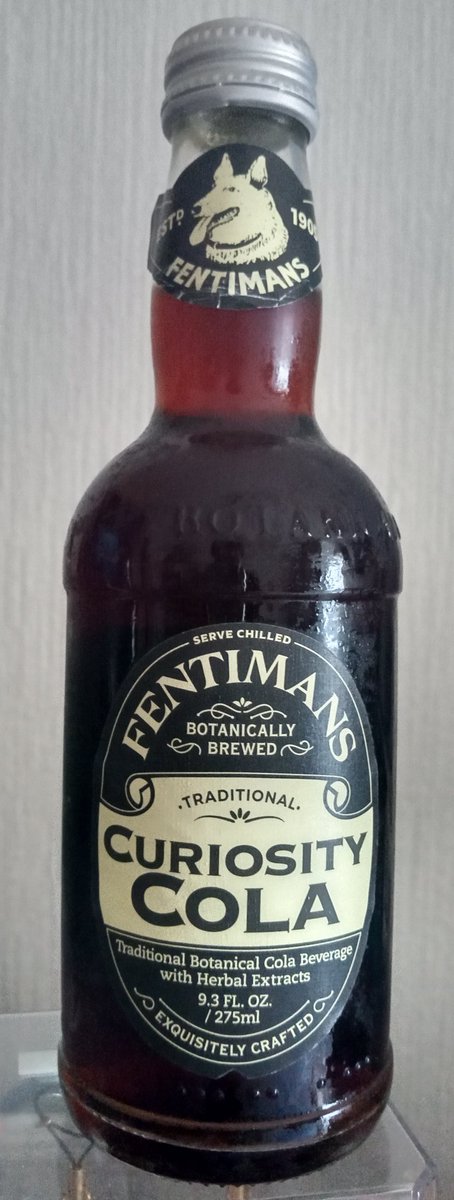 ESTD
FENTIMANS
SERVE CHILLED
FENTIMANS
BOTANICALLY
BREWED
·TRADITIONAL·
CURIOSITY
COLA
Traditional Botanical Cola Beverage
with Herbal Extracts
9.3 FL. OZ.
/ 275ml
EXQUISITELY CRAFTED